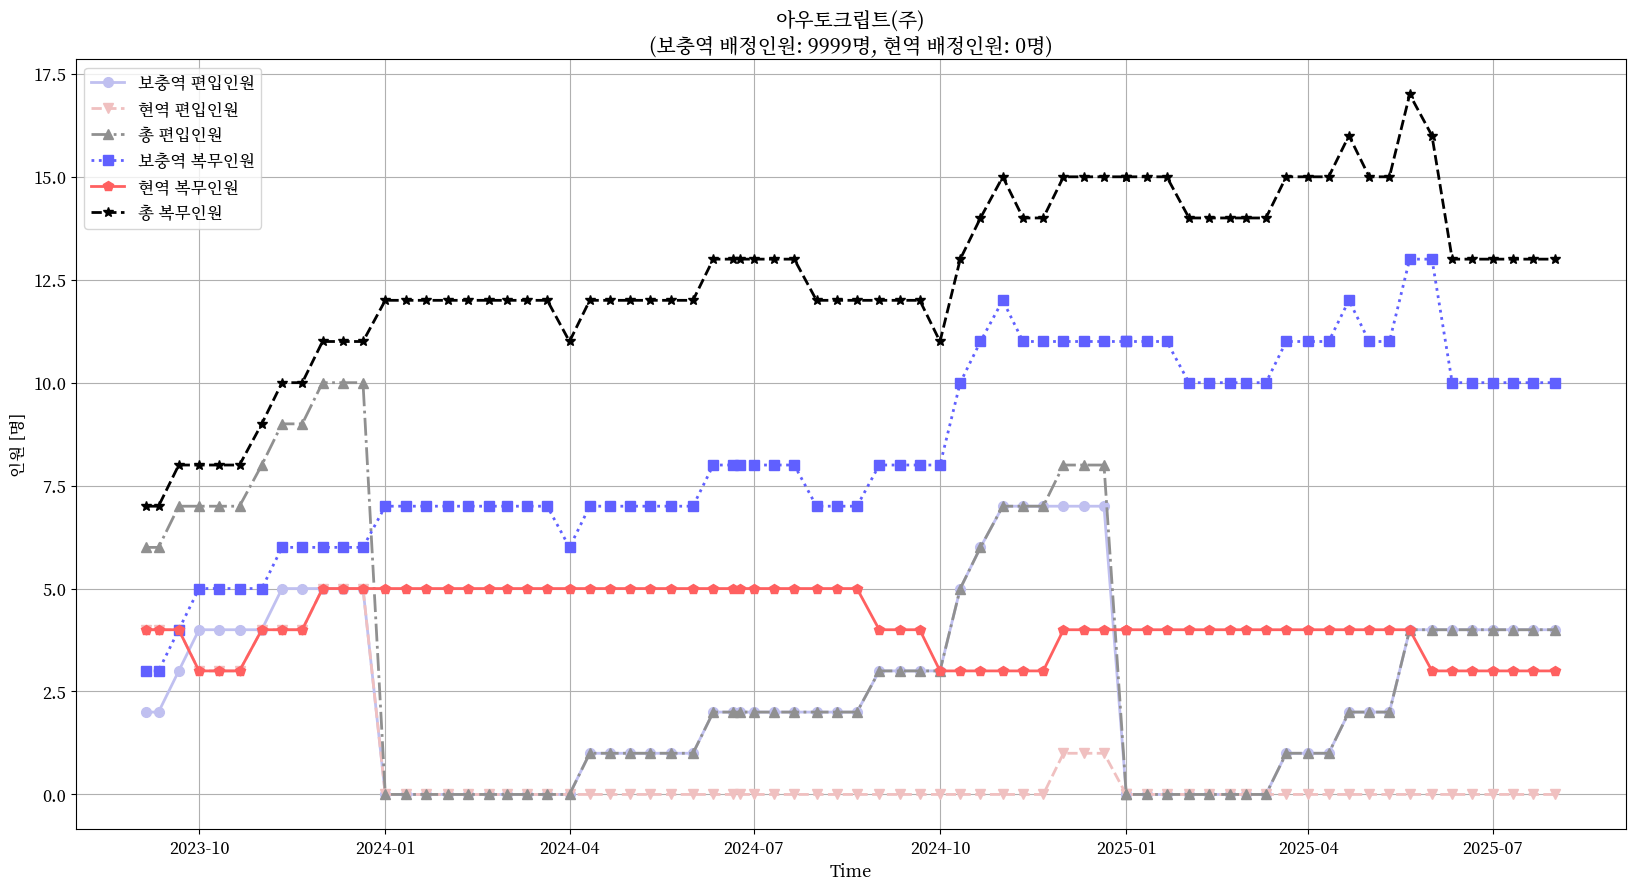 아우토크립트(주)
(보충역 배정인원: 9999명, 현역 배정인원: 0명)
보충역 편입인원
현역 편입인원
총 편입인원
보충역 복무인원
현역 복무인원
총 복무인원
17.5
15.0
12.5
10.0
7.5
5.0
2.5
0.0
인원 [명]
2023-10
2024-01
2024-04
2024-07
2024-10
2025-01
2025-04
2025-07
Time